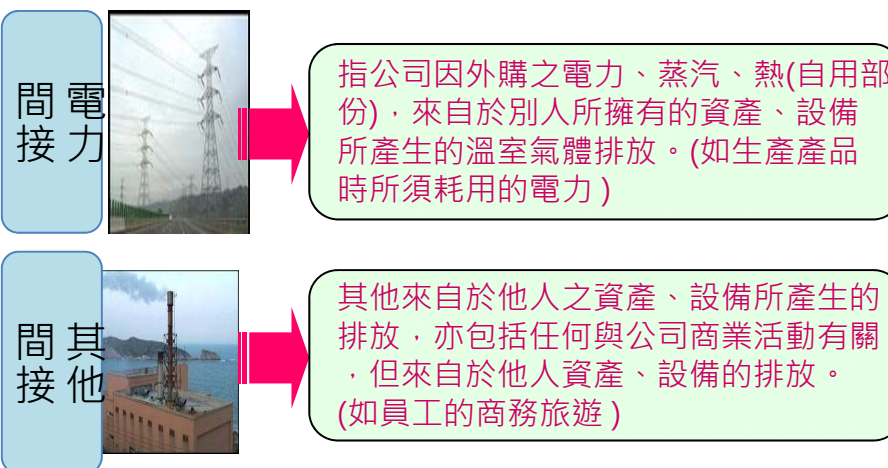 電力
間接
指公司因外購之電力、蒸汽、熱(自用部
份)，來自於別人所擁有的資產、設備
所產生的溫室氣體排放。(如生產產品
時所須耗用的電力)
其他
間接
其他來自於他人之資產、設備所產生的
排放，亦包括任何與公司商業活動有關
，但來自於他人資產、設備的排放。
(如員工的商務旅遊)